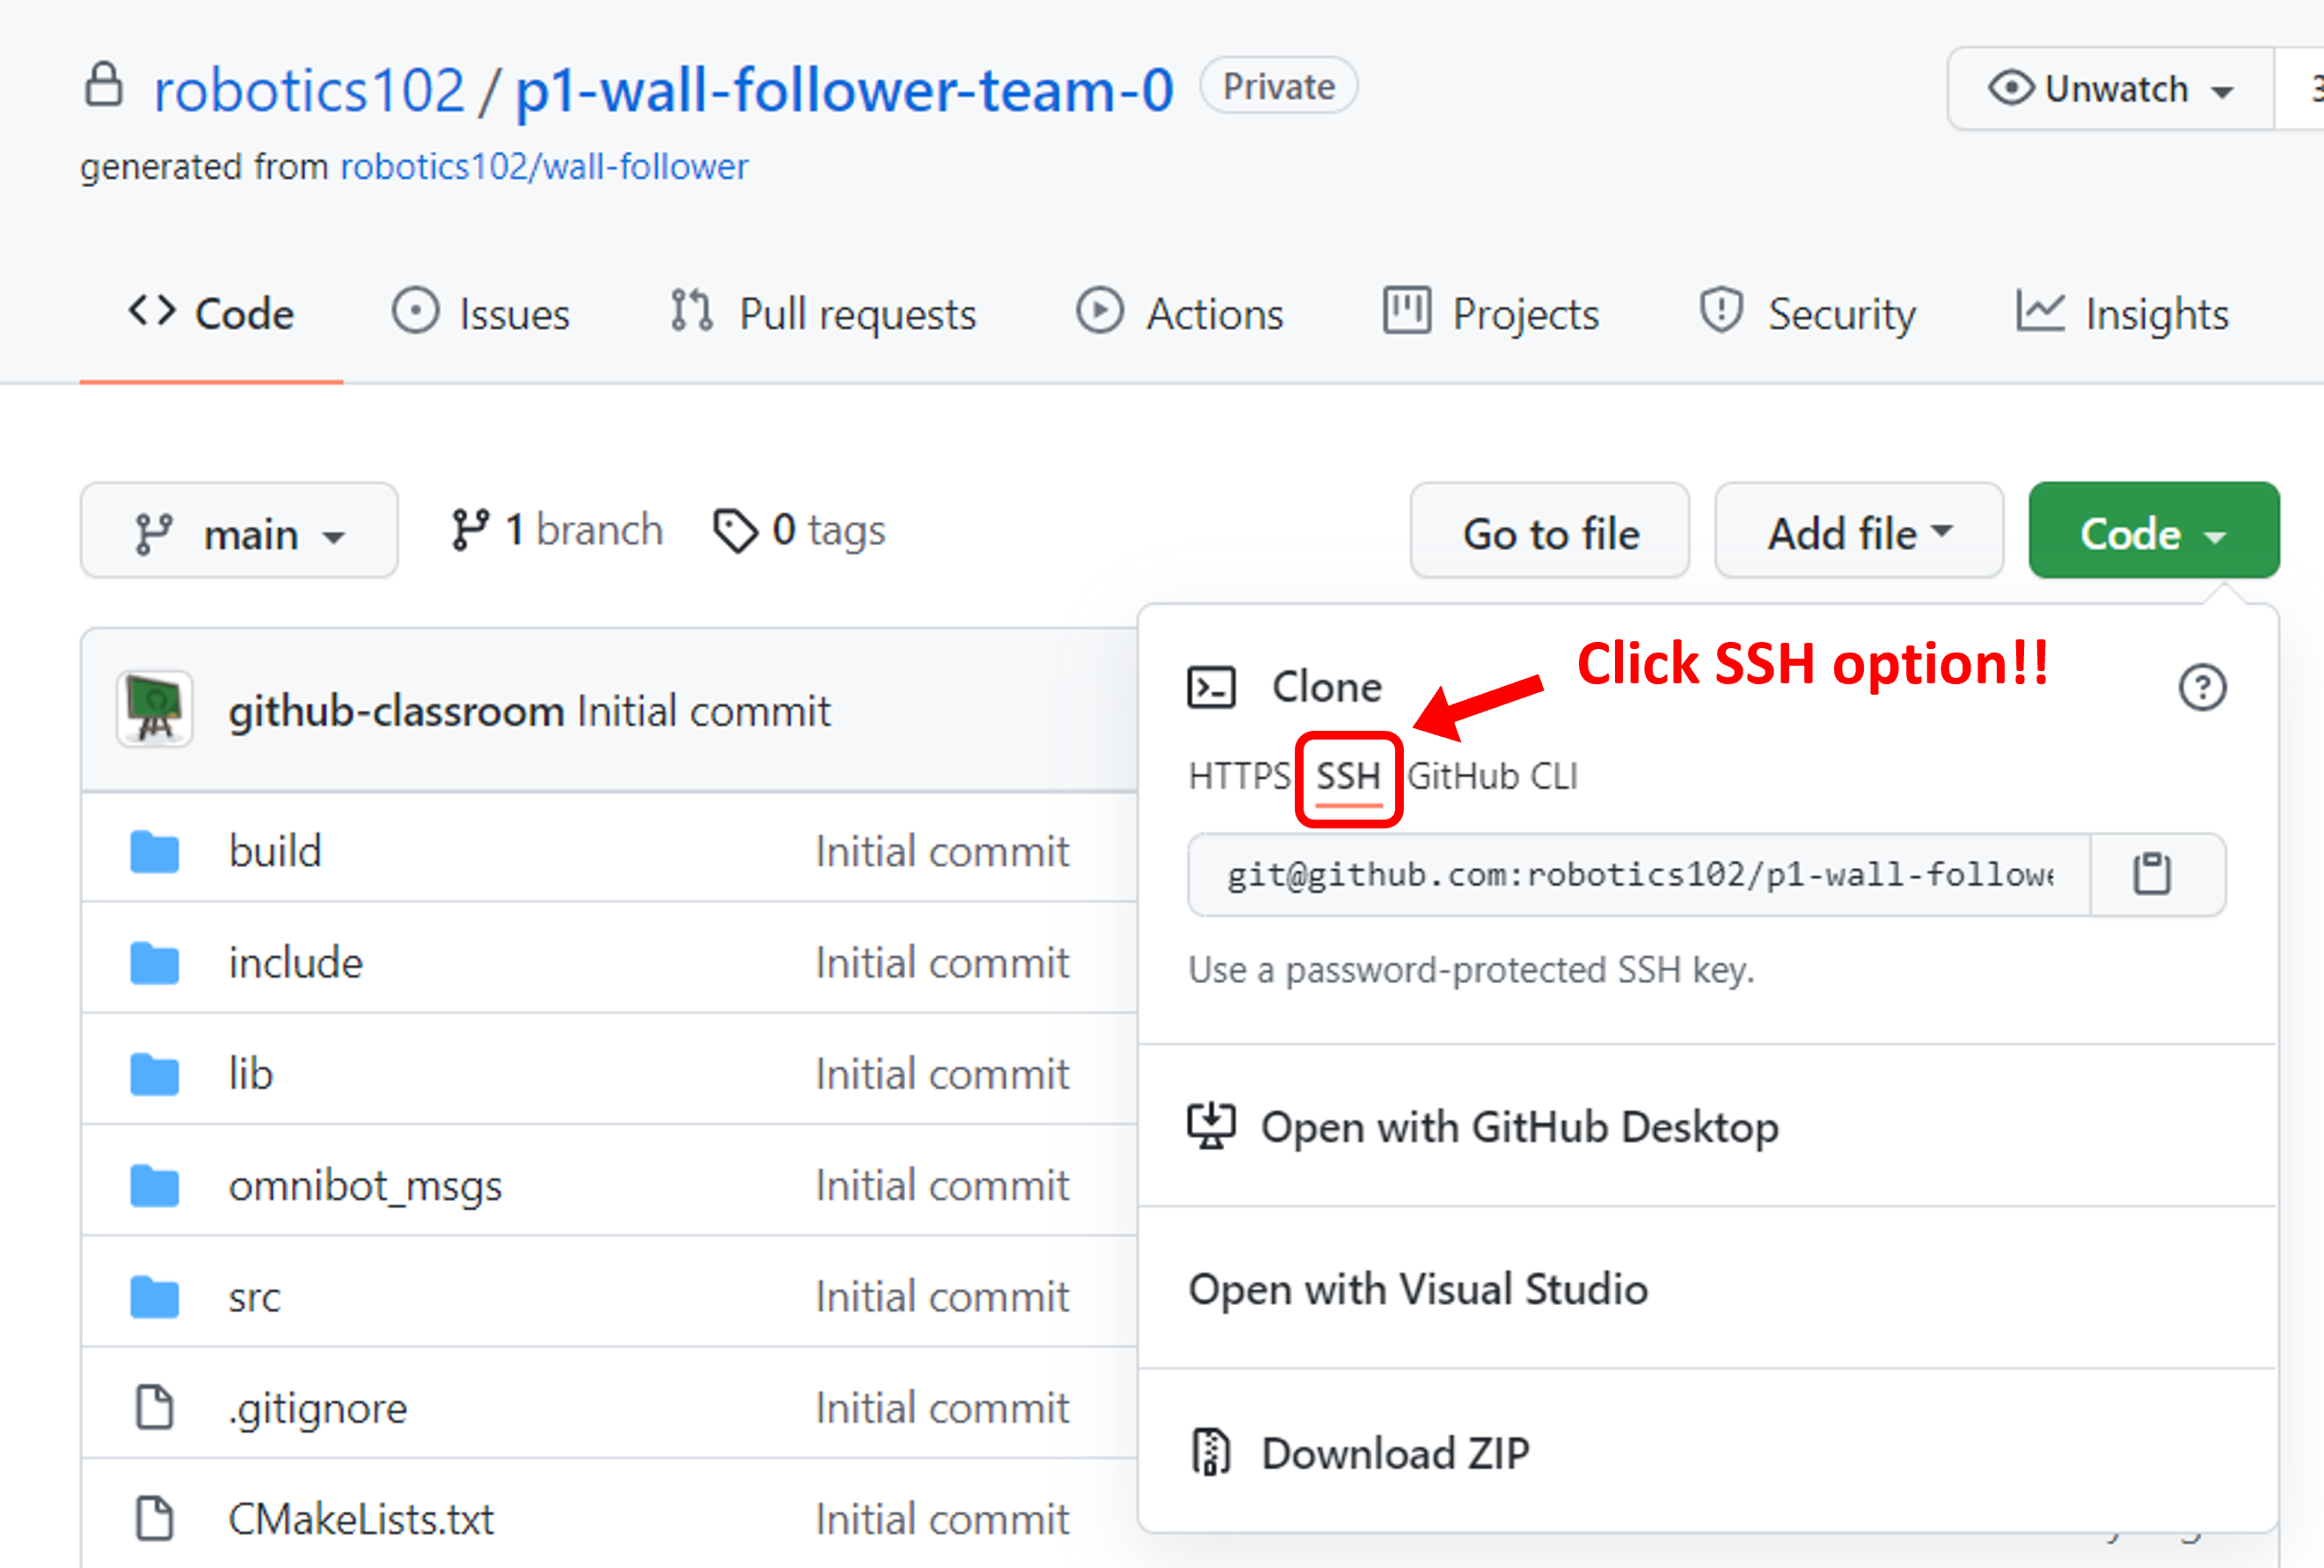 robotics102 / p1-wall-follower-team-0 Private Unwatch 3
generated from robotics102/wall-follower
Code Issues Pull requests Actions Projects Security Insights
main 1 branch 0 tags Go to file Add file Code
github-classroom Initial commit
build Initial commit
include Initial commit
lib Initial commit
omnibot_msgs Initial commit
src Initial commit
.gitignore Initial commit
CMakeLists.txt Initial commit
Click SSH option!!
Clone
HTTPS SSH GitHub CLI
git@github.com:robotics102/p1-wall-followe
Use a password-protected SSH key.
Open with GitHub Desktop
Open with Visual Studio
Download ZIP